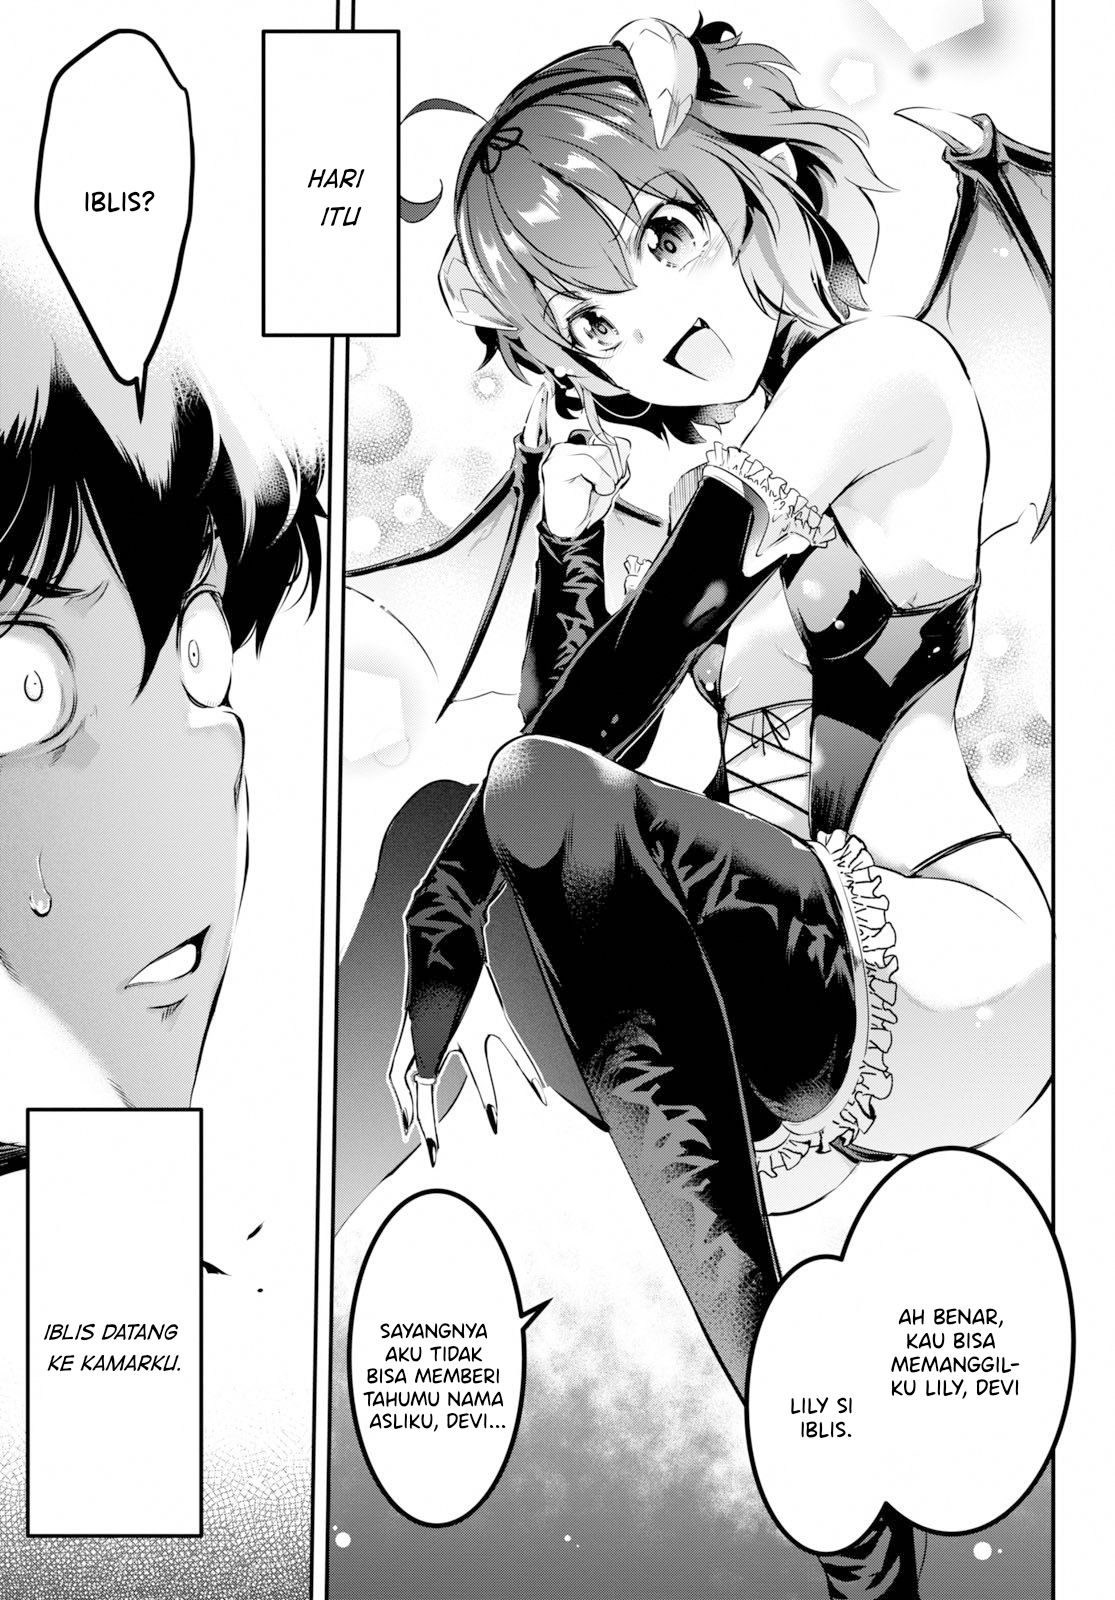 HARI
ITU
AH BENAR,
KAU BISA
MEMANGGIL-
KU LILY, DEVI
LILY SI
IBLIS.
SAYANGNYA
AKU TIDAK
BISA MEMBERI
TAHUMU NAMA
ASLIKU, DEVI...
IBLIS?
IBLIS DATANG
KE KAMARKU.